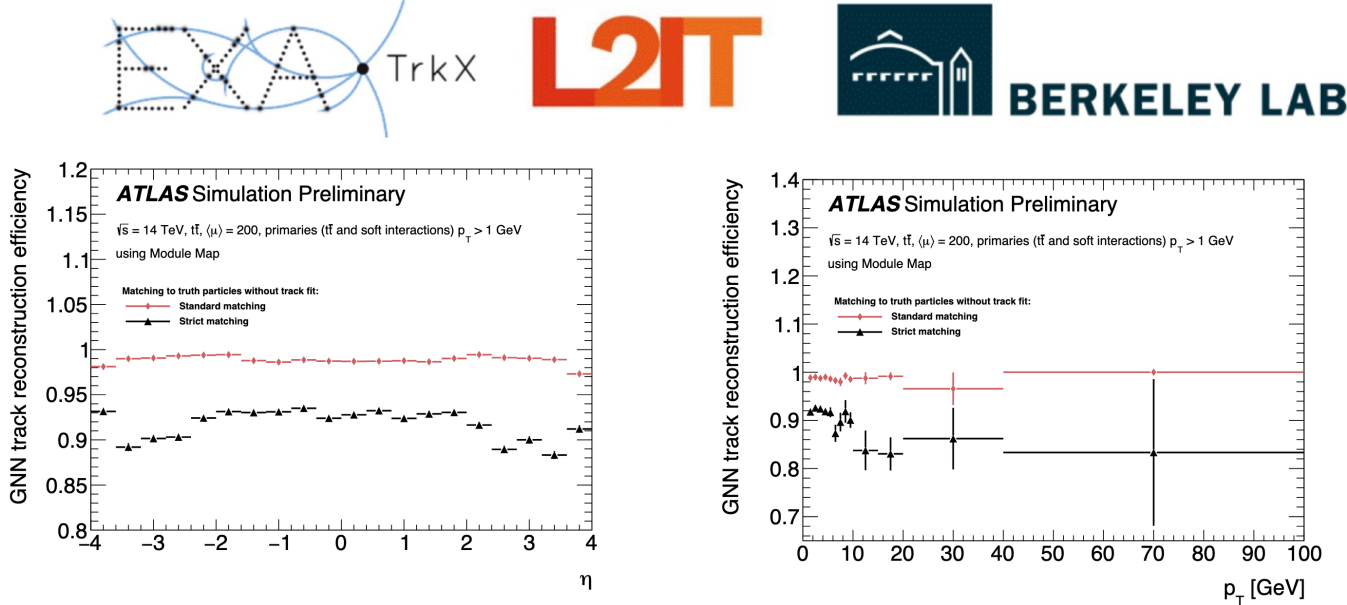 EXA TrkX
L2IT
BERKELEY LAB
GNN track reconstruction efficiency
1.2
1.15
1.1
1.05
1
0.95
0.9
0.85
0.8
ATLAS Simulation Preliminary
√s = 14 TeV, tt̄, ⟨μ⟩ = 200, primaries (tt̄ and soft interactions) p_T > 1 GeV
using Module Map
Matching to truth particles without track fit:
Standard matching
Strict matching
−4 −3 −2 −1 0 1 2 3 4
η
GNN track reconstruction efficiency
1.4
1.3
1.2
1.1
1
0.9
0.8
0.7
ATLAS Simulation Preliminary
√s = 14 TeV, tt̄, ⟨μ⟩ = 200, primaries (tt̄ and soft interactions) p_T > 1 GeV
using Module Map
Matching to truth particles without track fit:
Standard matching
Strict matching
0 10 20 30 40 50 60 70 80 90 100
p_T [GeV]